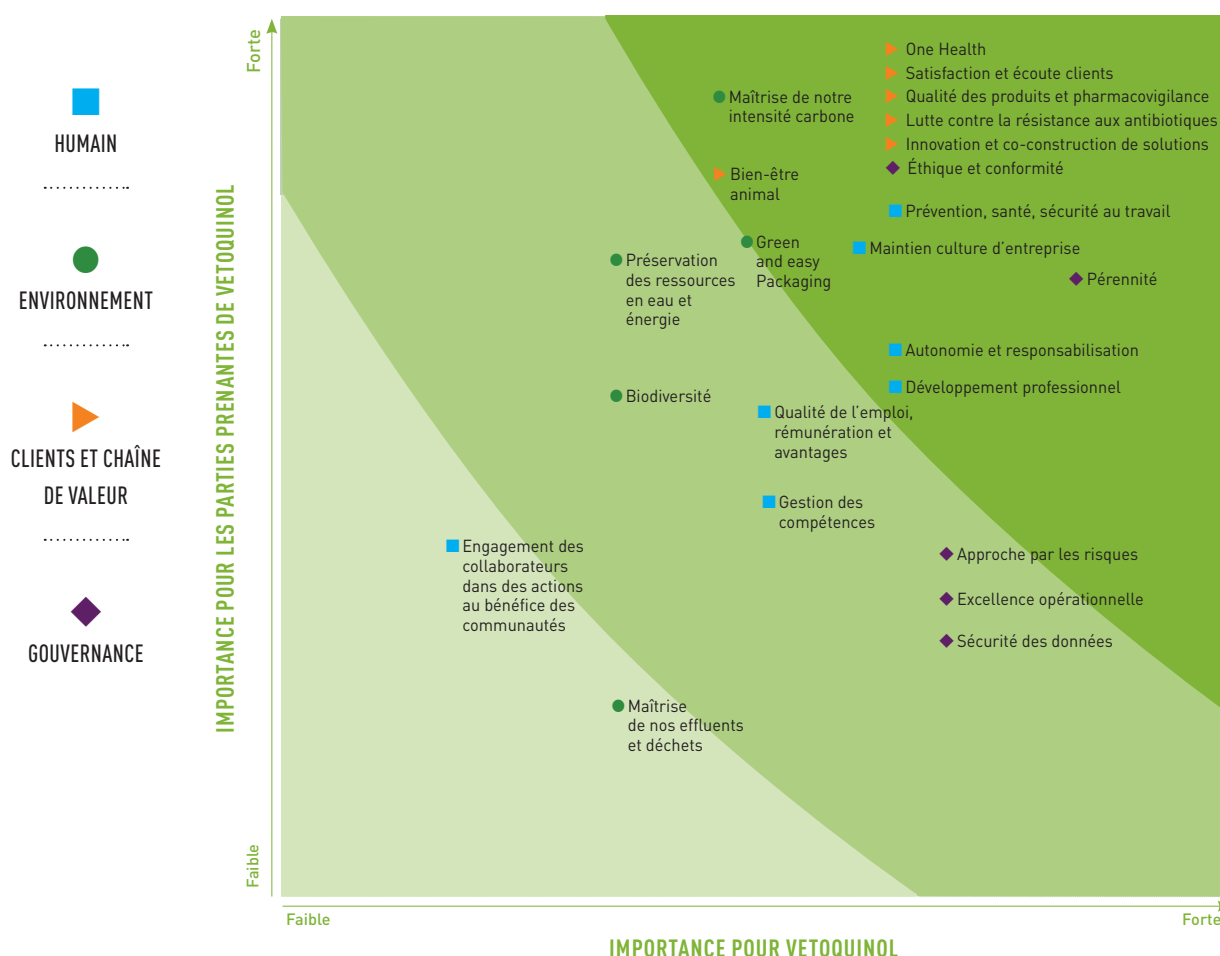 HUMAIN
ENVIRONNEMENT
CLIENTS ET CHAÎNE
DE VALEUR
GOUVERNANCE
IMPORTANCE POUR LES PARTIES PRENANTES DE VETOQUINOL
Forte
Faible
One Health
Satisfaction et écoute clients
Qualité des produits et pharmacovigilance
Lutte contre la résistance aux antibiotiques
Innovation et co-construction de solutions
Éthique et conformité
Maîtrise de notre
intensité carbone
Bien-être
animal
Prévention, santé, sécurité au travail
Green
and easy
Packaging
Maintien culture d'entreprise
Préservation
des ressources
en eau et
énergie
Pérennité
Autonomie et responsabilisation
Développement professionnel
Biodiversité
Qualité de l'emploi,
rémunération et
avantages
Gestion des
compétences
Engagement des
collaborateurs
dans des actions
au bénéfice des
communautés
Approche par les risques
Excellence opérationnelle
Sécurité des données
Maîtrise
de nos effluents
et déchets
Faible
Forte
IMPORTANCE POUR VETOQUINOL